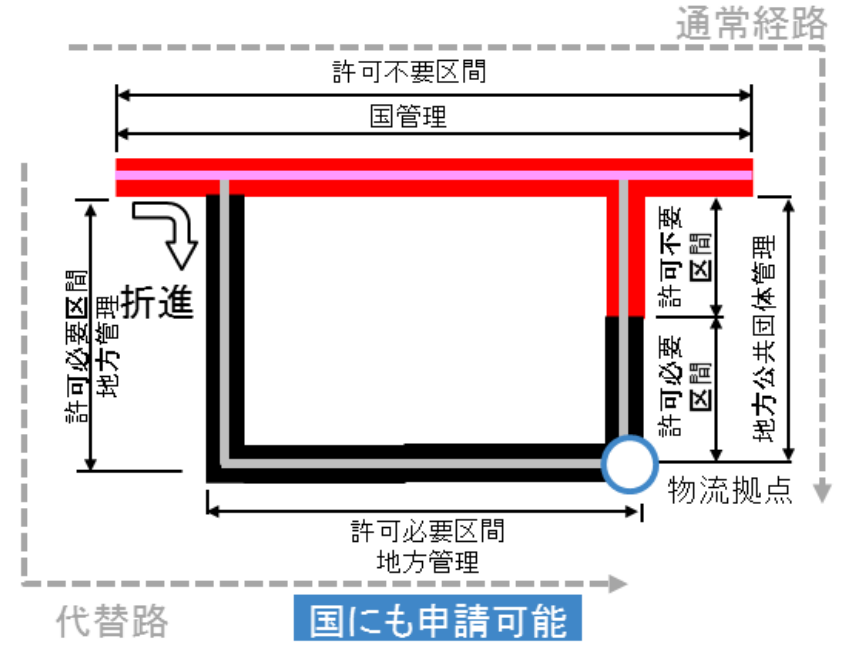 通常経路
許可不要区間
国管理
折進
許可必要区間
地方管理
許可不要
区間
許可必要
区間
地方公共団体管理
物流拠点
許可必要区間
地方管理
代替路
国にも申請可能